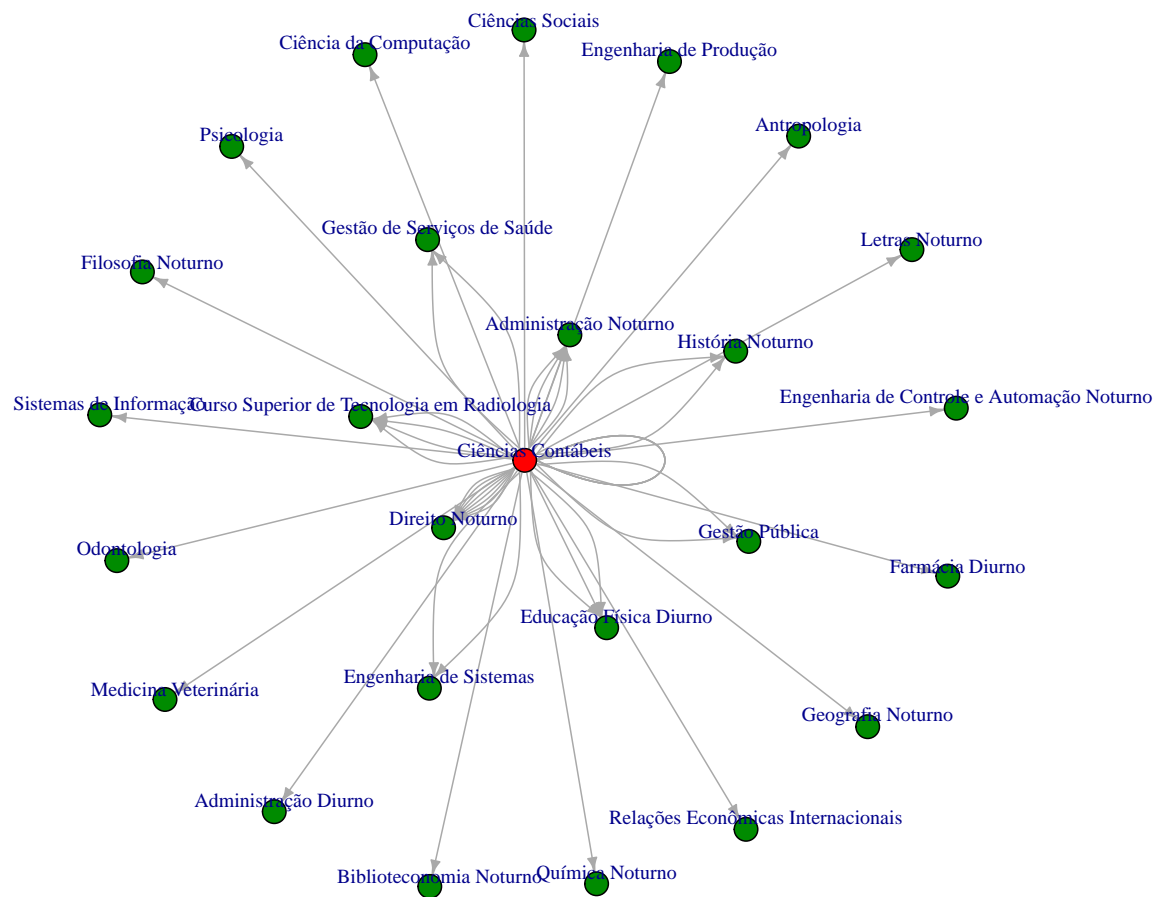 Ciências Sociais
Ciência da Computação
Engenharia de Produção
Psicologia
Antropologia
Gestão de Serviços de Saúde
Letras Noturno
Filosofia Noturno
Administração Noturno
História Noturno
Sistemas de Informação
Curso Superior de Tecnologia em Radiologia
Engenharia de Controle e Automação Noturno
Ciências Contábeis
Direito Noturno
Gestão Pública
Odontologia
Farmácia Diurno
Educação Física Diurno
Engenharia de Sistemas
Medicina Veterinária
Geografia Noturno
Administração Diurno
Relações Econômicas Internacionais
Biblioteconomia Noturno
Química Noturno